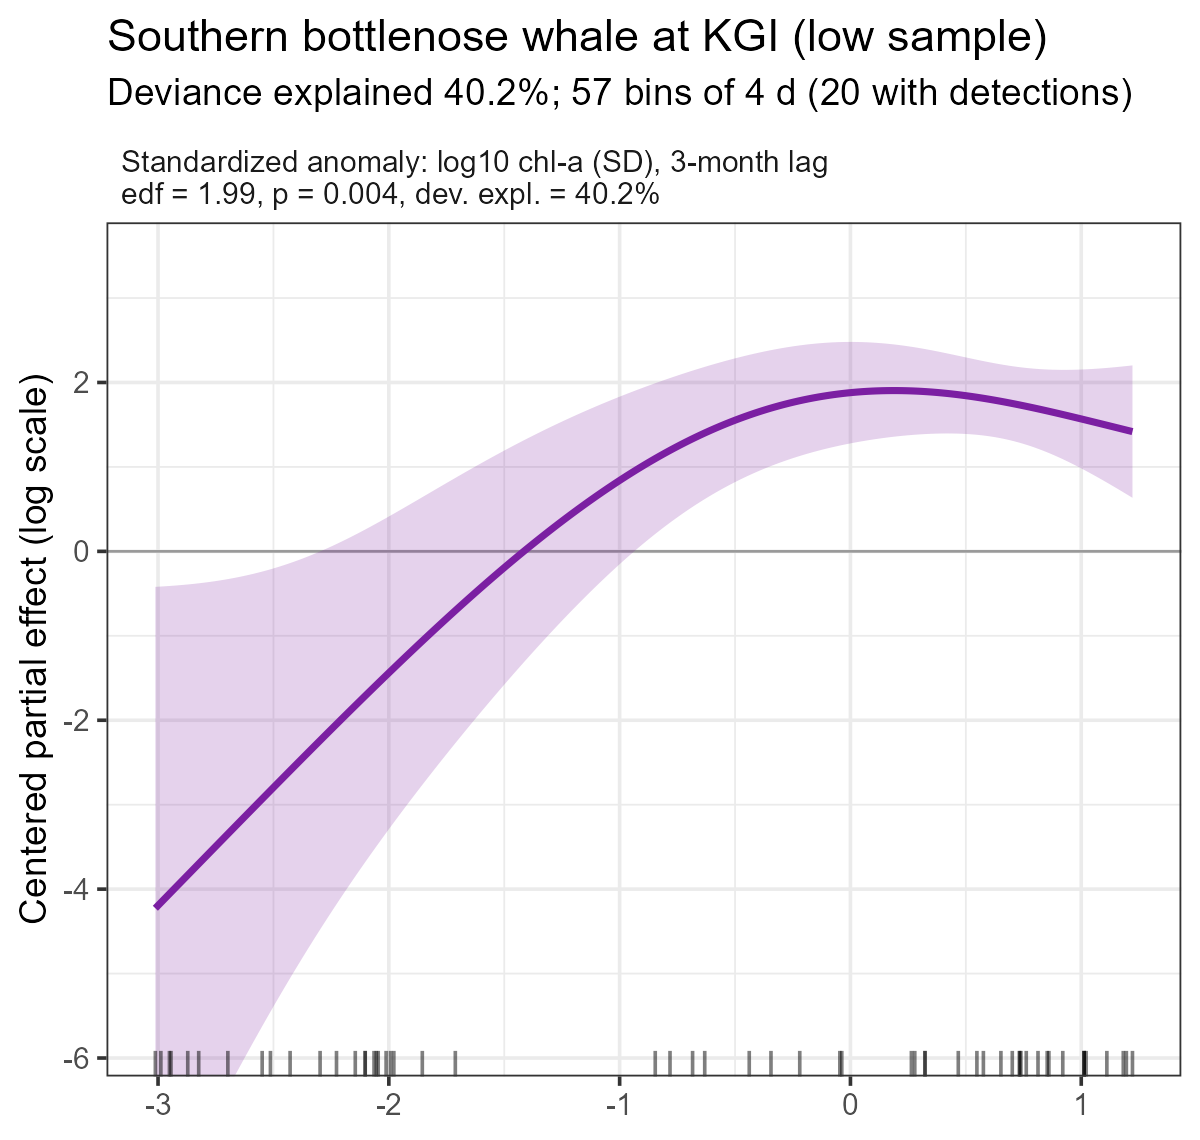 Southern bottlenose whale at KGI (low sample)
Deviance explained 40.2%; 57 bins of 4 d (20 with detections)
Standardized anomaly: log10 chl-a (SD), 3-month lag
edf = 1.99, p = 0.004, dev. expl. = 40.2%
Centered partial effect (log scale)
2
0
-2
-4
-6
-3 -2 -1 0 1